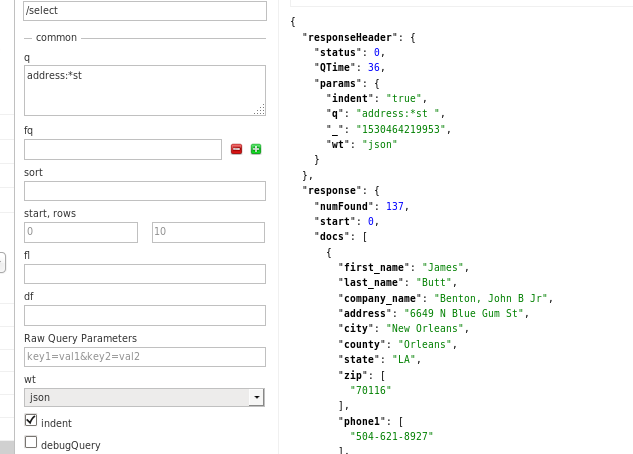 /select
common
q
address:*st
fq
sort
start, rows
0 10
fl
df
Raw Query Parameters
key1=val1&key2=val2
wt
json
indent
debugQuery
{
"responseHeader": {
"status": 0,
"QTime": 36,
"params": {
"indent": "true",
"q": "address:*st ",
"_": "1530464219953",
"wt": "json"
}
},
"response": {
"numFound": 137,
"start": 0,
"docs": [
{
"first_name": "James",
"last_name": "Butt",
"company_name": "Benton, John B Jr",
"address": "6649 N Blue Gum St",
"city": "New Orleans",
"county": "Orleans",
"state": "LA",
"zip": [
"70116"
],
"phone1": [
"504-621-8927"
],